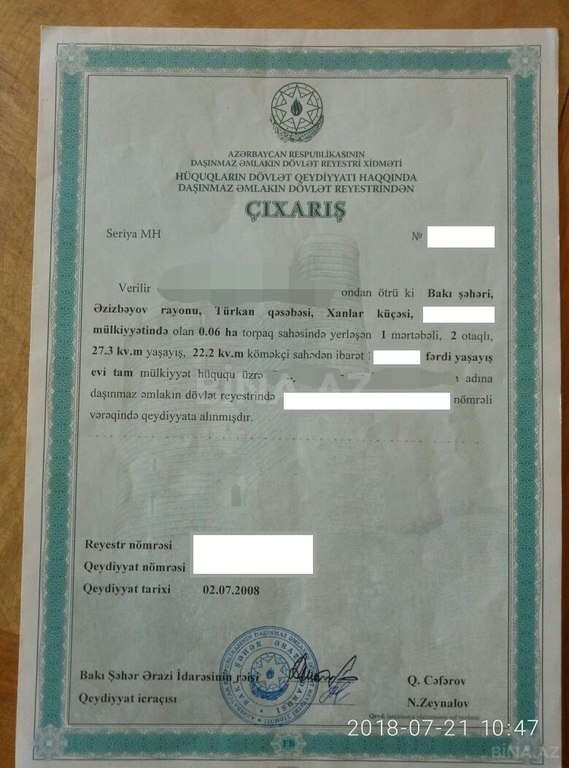 AZƏRBAYCAN RESPUBLİKASININ
DAŞINMAZ ƏMLAKIN DÖVLƏT REYESTRİ XİDMƏTİ
HÜQUQLARIN DÖVLƏT QEYDİYYATI HAQQINDA
DAŞINMAZ ƏMLAKIN DÖVLƏT REYESTRİNDƏN
ÇIXARIŞ
Seriya MH №
Verilir ondan ötrü ki Bakı şəhəri,
Əzizbəyov rayonu, Türkan qəsəbəsi, Xanlar küçəsi,
mülkiyyətində olan 0.06 ha torpaq sahəsində yerləşən 1 mərtəbəli, 2 otaqlı,
27.3 kv.m yaşayış, 22.2 kv.m köməkçi sahədən ibarət fərdi yaşayış
evi tam mülkiyyət hüququ üzrə adına
daşınmaz əmlakın dövlət reyestrində nömrəli
vərəqində qeydiyyata alınmışdır.
BİNA.AZ
Reyestr nömrəsi
Qeydiyyat nömrəsi
Qeydiyyat tarixi 02.07.2008
Bakı Şəhər Ərazi İdarəsinin rəisi Q. Cəfərov
Qeydiyyat icraçısı N.Zeynalov
2018-07-21 10:47
BİNA.AZ